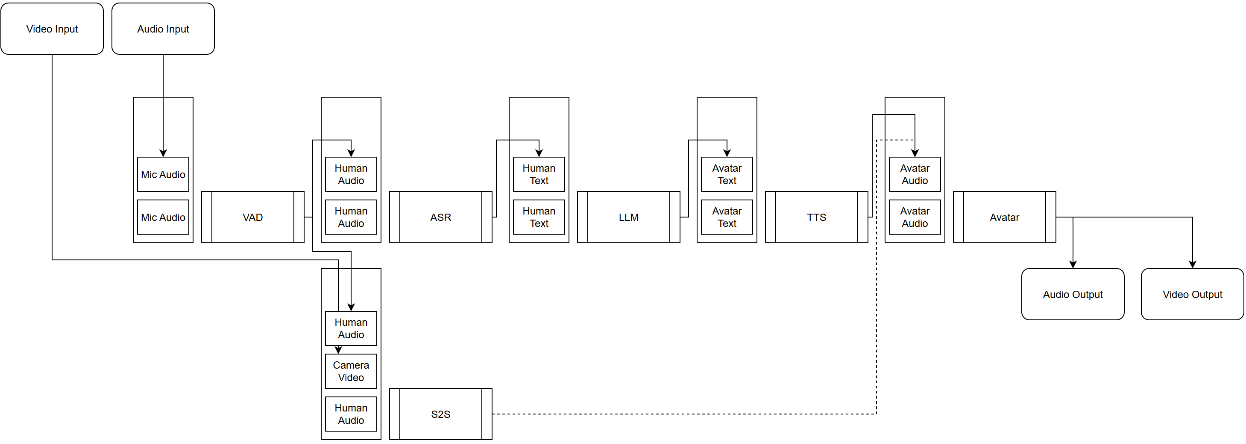 Video Input
Audio Input
Mic Audio
Human
Audio
Human
Text
Avatar
Text
Avatar
Audio
Mic Audio
VAD
Human
Audio
ASR
Human
Text
LLM
Avatar
Text
TTS
Avatar
Audio
Avatar
Audio Output
Video Output
Human
Audio
Camera
Video
Human
Audio
S2S